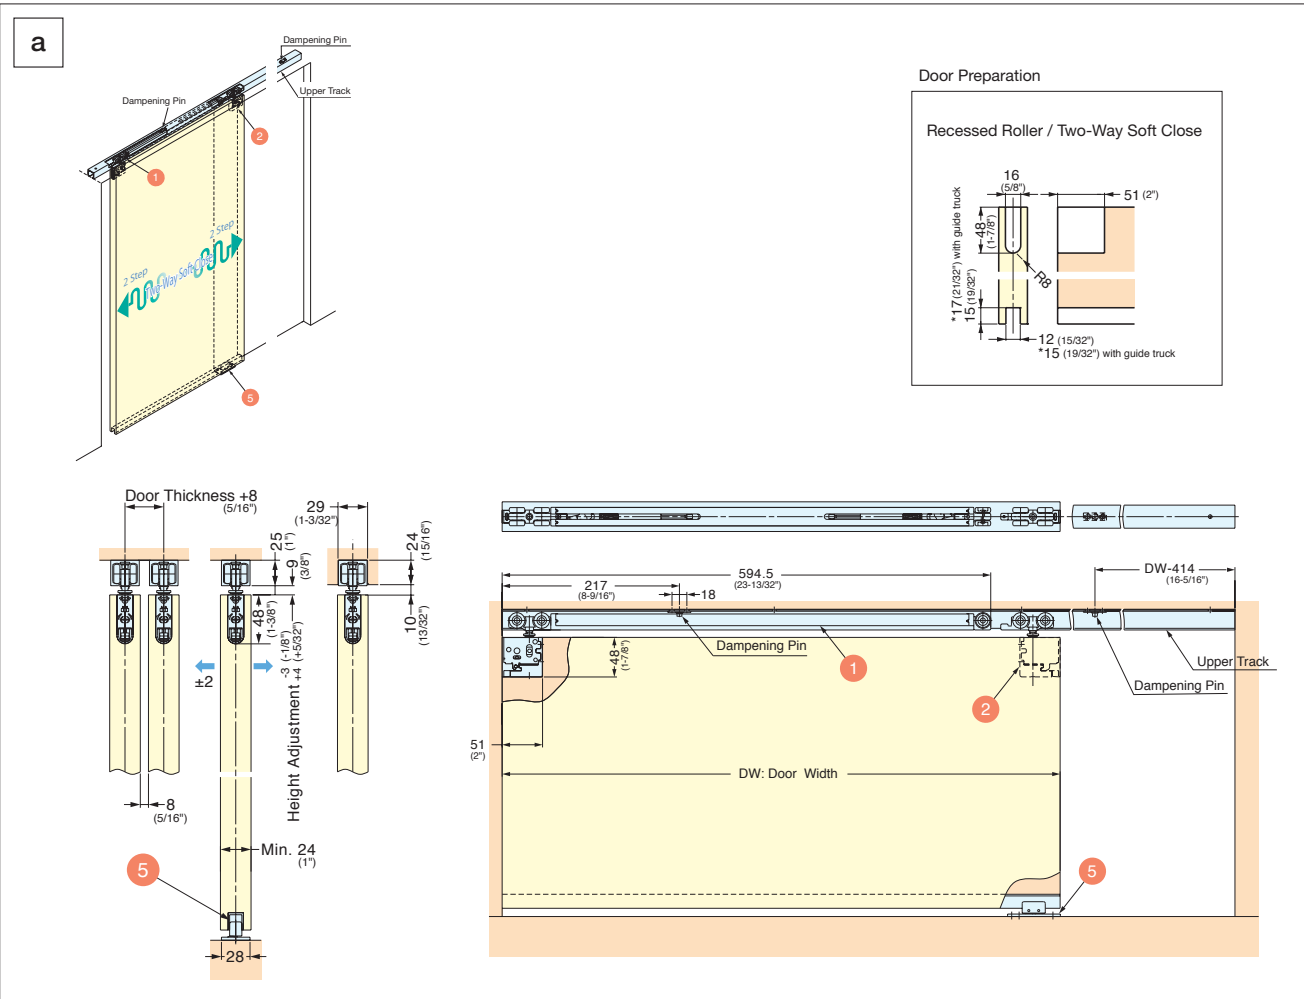 a
Dampening Pin
Upper Track
Dampening Pin
2
1
2 Step
2 Step
Two-Way Soft Close
5
Door Preparation
Recessed Roller / Two-Way Soft Close
16
(5/8")
51 (2")
48
(1-7/8")
R8
*17 (21/32") with guide truck
15 (19/32")
12 (15/32")
*15 (19/32") with guide truck
Door Thickness +8
(5/16")
29
(1-3/32")
25
(1")
9
(3/8")
24
(15/16")
48
(1-3/8")
10
(13/32")
±2
Height Adjustment -3 (-1/8")
+4 (+5/32")
8
(5/16")
Min. 24
(1")
5
28
594.5
(23-13/32")
217
(8-9/16")
18
DW-414
(16-5/16")
Dampening Pin
48
(1-7/8")
1
Upper Track
Dampening Pin
2
51
(2")
DW: Door Width
5